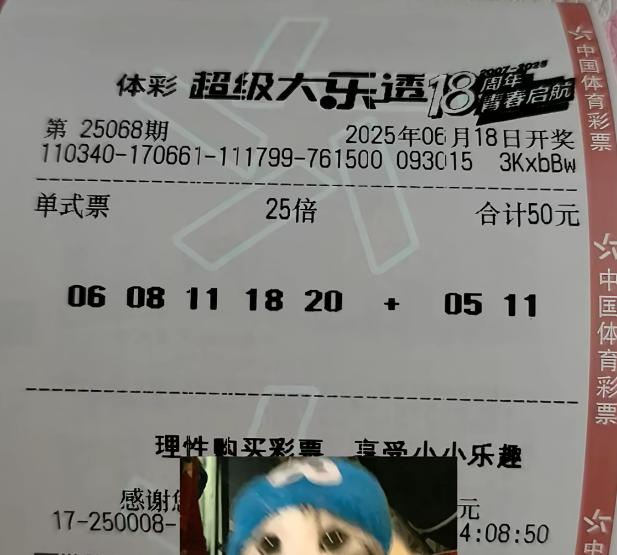 体彩 超级大乐透 18 2007-2025 周年 青春启航
第 25068期 2025年06月18日开奖
110340-170661-111799-761500 093015 3KxbBw
单式票 25倍 合计50元
06 08 11 18 20 + 05 11
理性购买彩票 享受小小乐趣
感谢 元
17-250008- 4:08:50
中国体育彩票
中国体育彩票
中